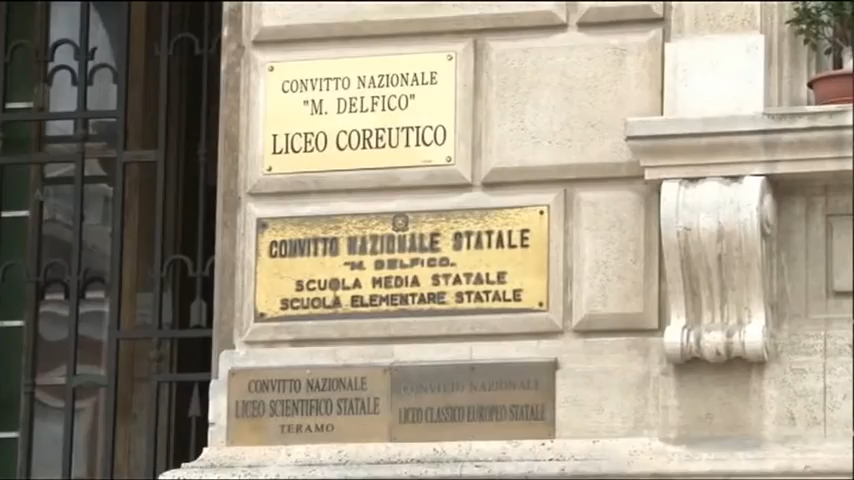 CONVITTO NAZIONALE
"M. DELFICO"
LICEO COREUTICO
CONVITTO NAZIONALE STATALE
"M. DELFICO"
SCUOLA MEDIA STATALE
SCUOLA ELEMENTARE STATALE
CONVITTO NAZIONALE
LICEO SCIENTIFICO STATALE
TERAMO
CONVITTO NAZIONALE
LICEO CLASSICO EUROPEO STATALE